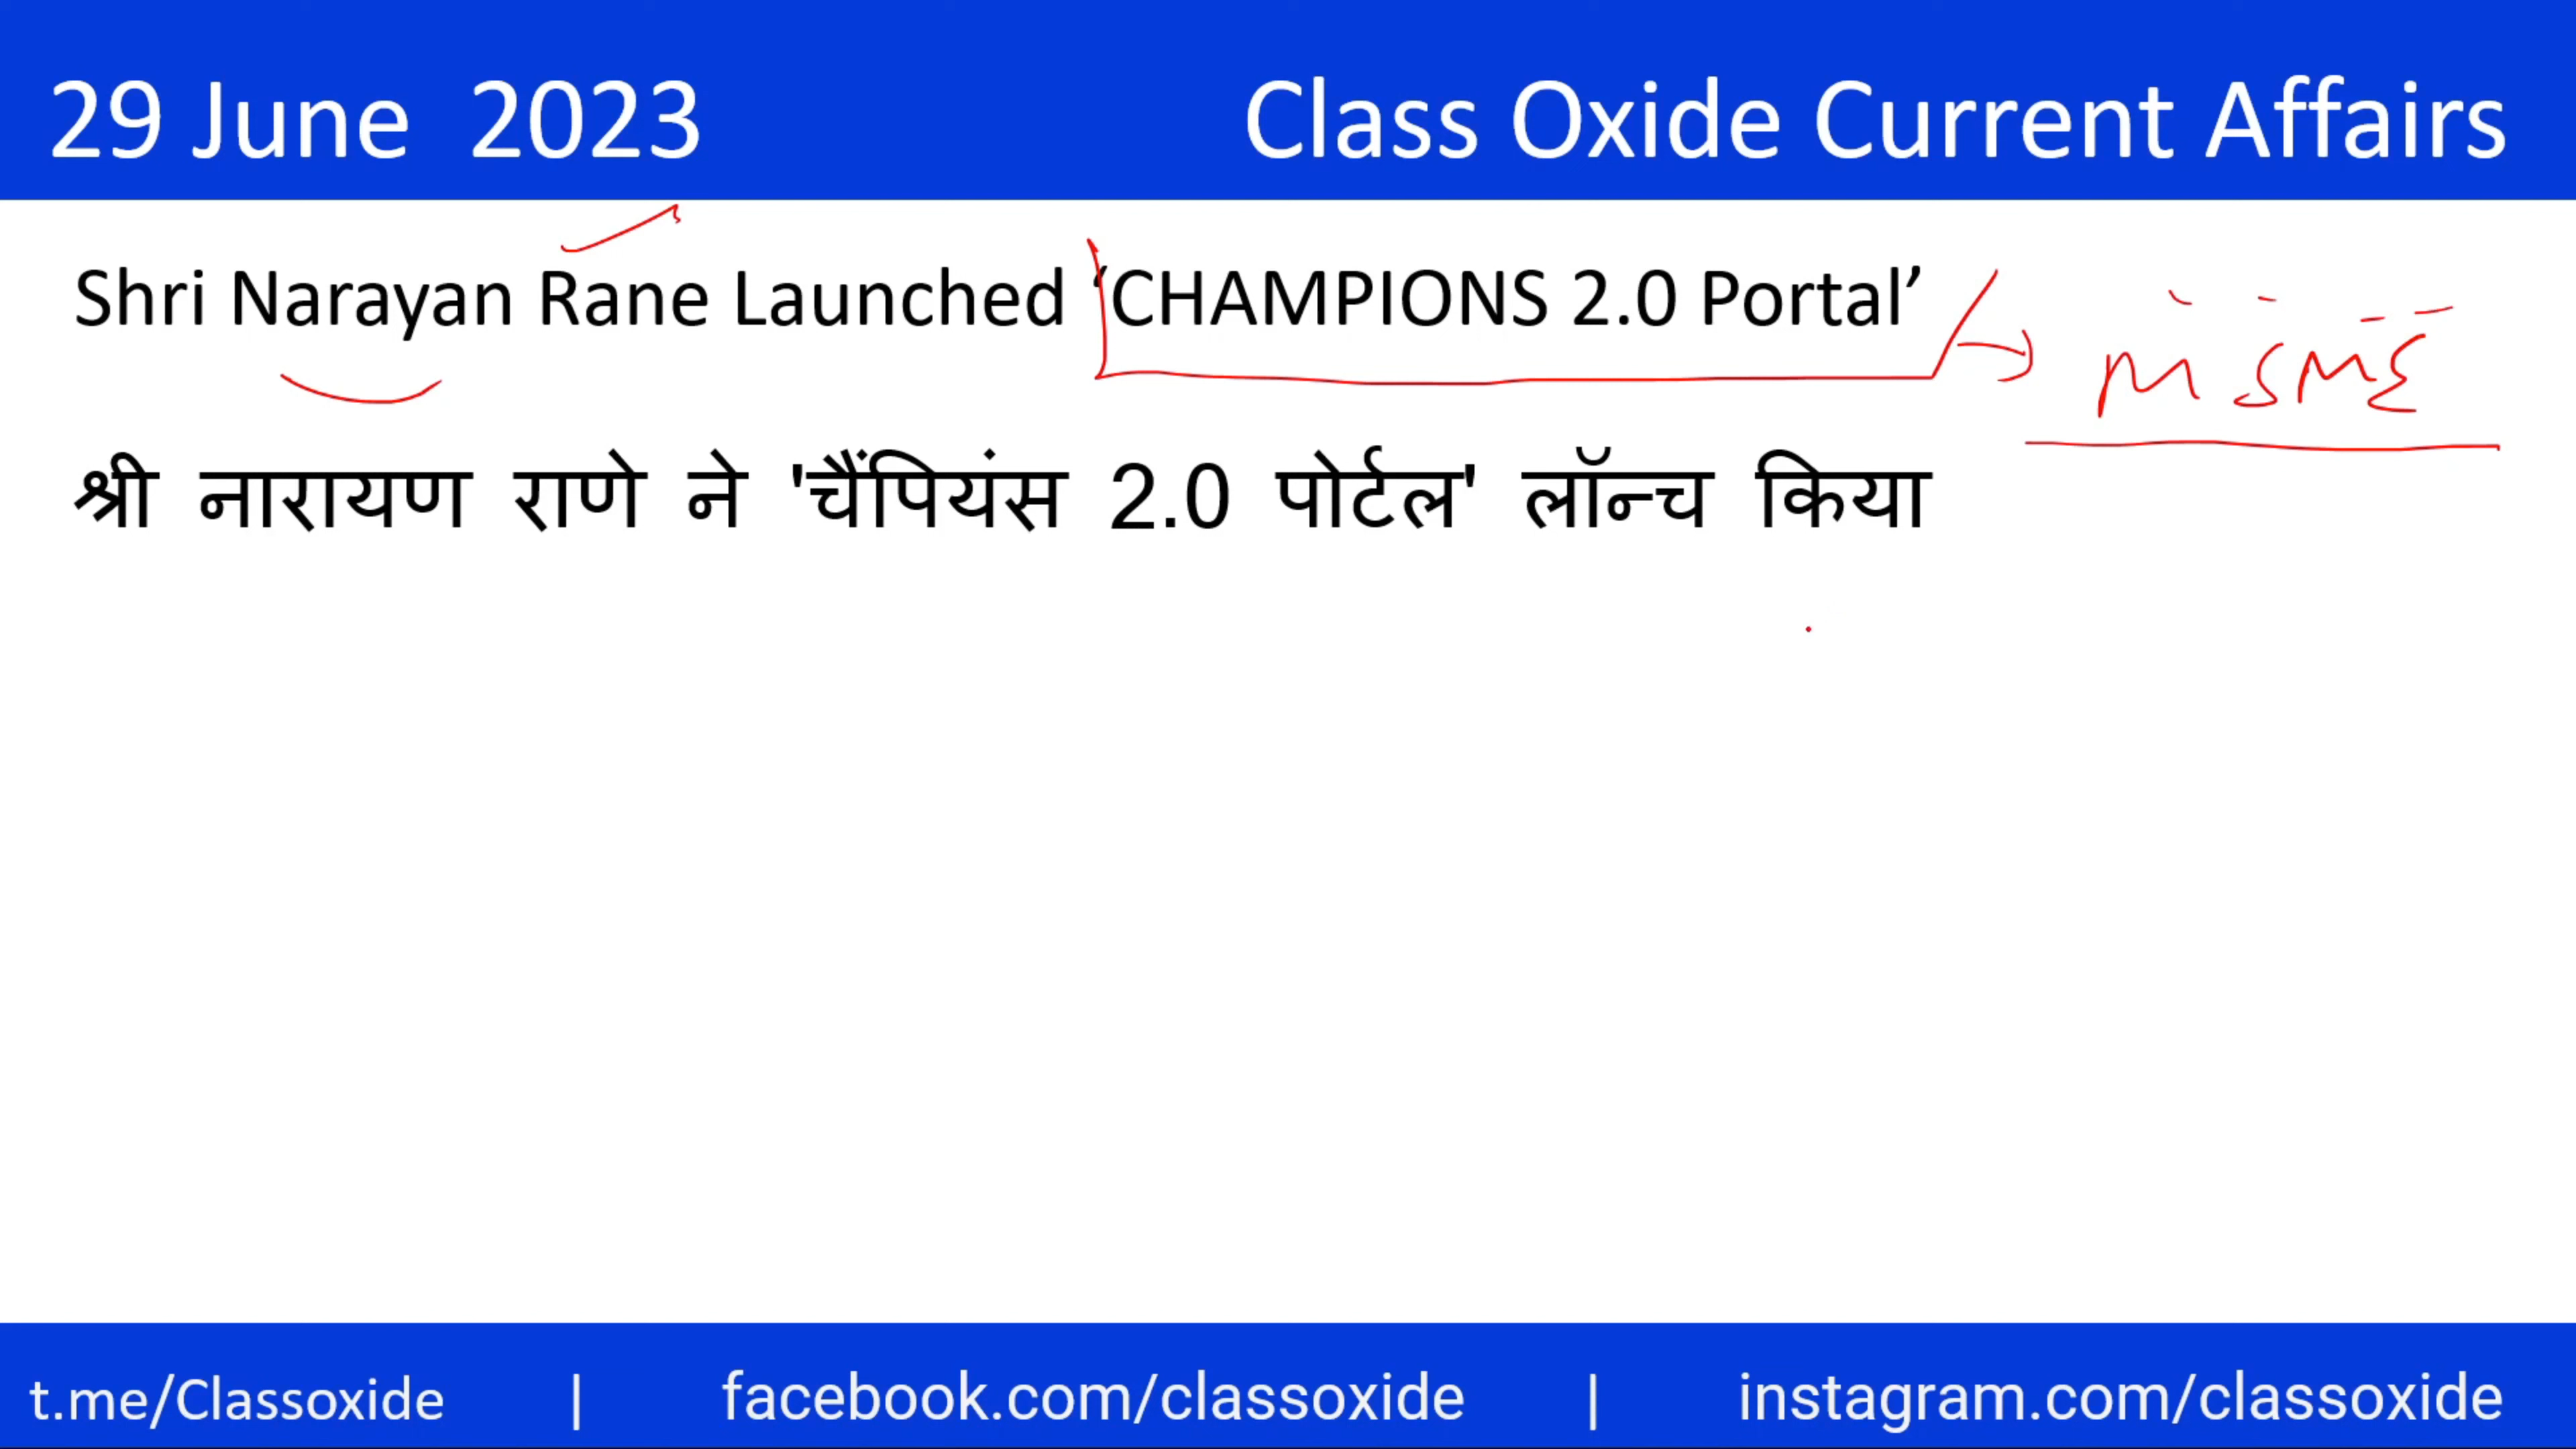 29 June 2023
Class Oxide Current Affairs
Shri Narayan Rane Launched ‘CHAMPIONS 2.0 Portal’
MSME
श्री नारायण राणे ने 'चैंपियंस 2.0 पोर्टल' लॉन्च किया
t.me/Classoxide | facebook.com/classoxide | instagram.com/classoxide